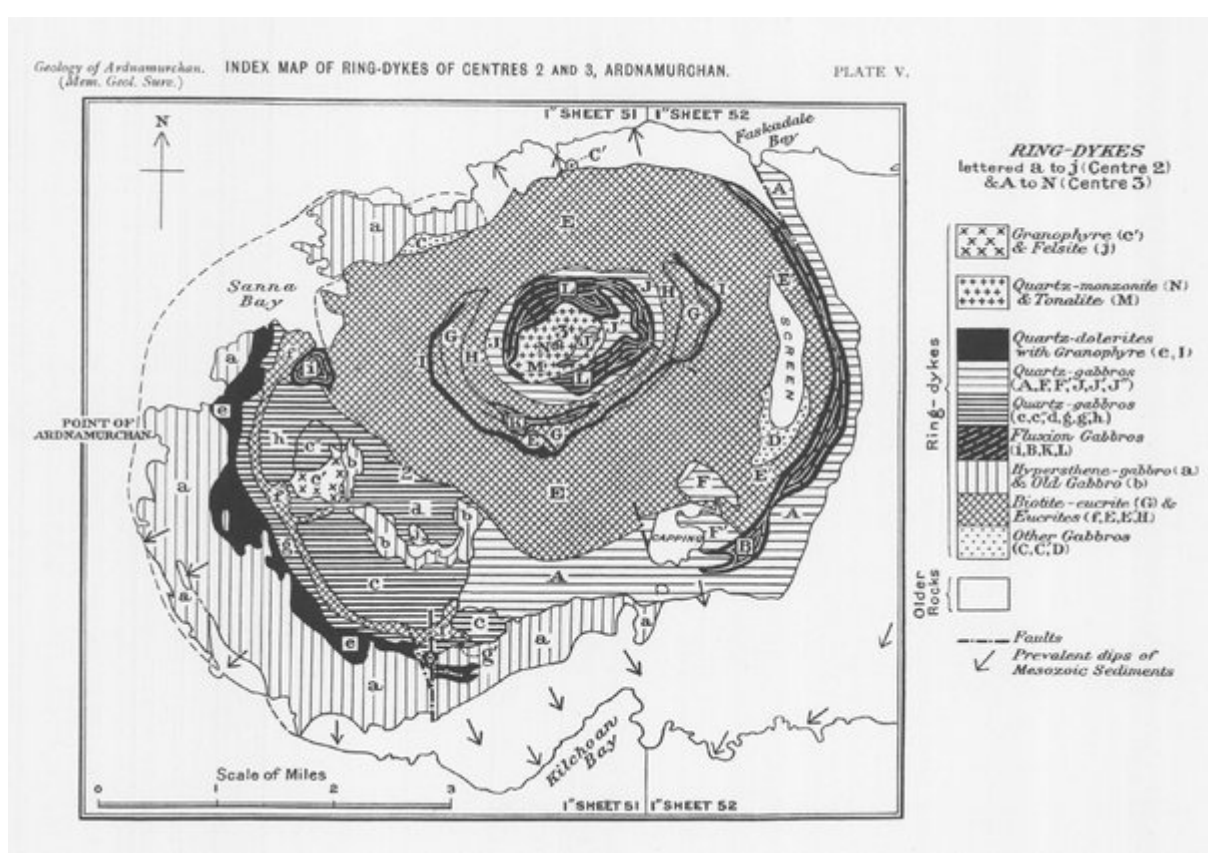 Geology of Ardnamurchan.
(Mem. Geol. Surv.)
INDEX MAP OF RING-DYKES OF CENTRES 2 AND 3, ARDNAMURCHAN.
PLATE V.
1" SHEET 51 1" SHEET 52
Faskadale
Bay
N
C'
A
a
C
E
Sanna
Bay
L
J
H
I
G
E
SCREEN
3
N
M
J
L
G
H
J
I
a
f
i
POINT OF
ARDNAMURCHAN
e
h
c
b
2
E
G
D
E
F
A
a
f
d
b
b
E
CAPPING
F'
B
g
c
A
a
e
c
g'
a
a
a
Kilchoan
Bay
Scale of Miles
0 1 2 3
1" SHEET 51 1" SHEET 52
RING-DYKES
lettered a to j (Centre 2)
& A to N (Centre 3)
Ring-dykes
Granophyre (c')
& Felsite (j)
Quartz-monzonite (N)
& Tonalite (M)
Quartz-dolerites
with Granophyre (e, I)
Quartz-gabbros
(A, F, F', J, J', J")
Quartz-gabbros
(c, c', d, g, g', h)
Fluxion Gabbros
(i, B, K, L)
Hypersthene-gabbro (a)
& Old Gabbro (b)
Biotite-eucrite (G) &
Eucrites (f, E, E', H)
Other Gabbros
(C, C', D)
Older
Rocks
Faults
Prevalent dips of
Mesozoic Sediments